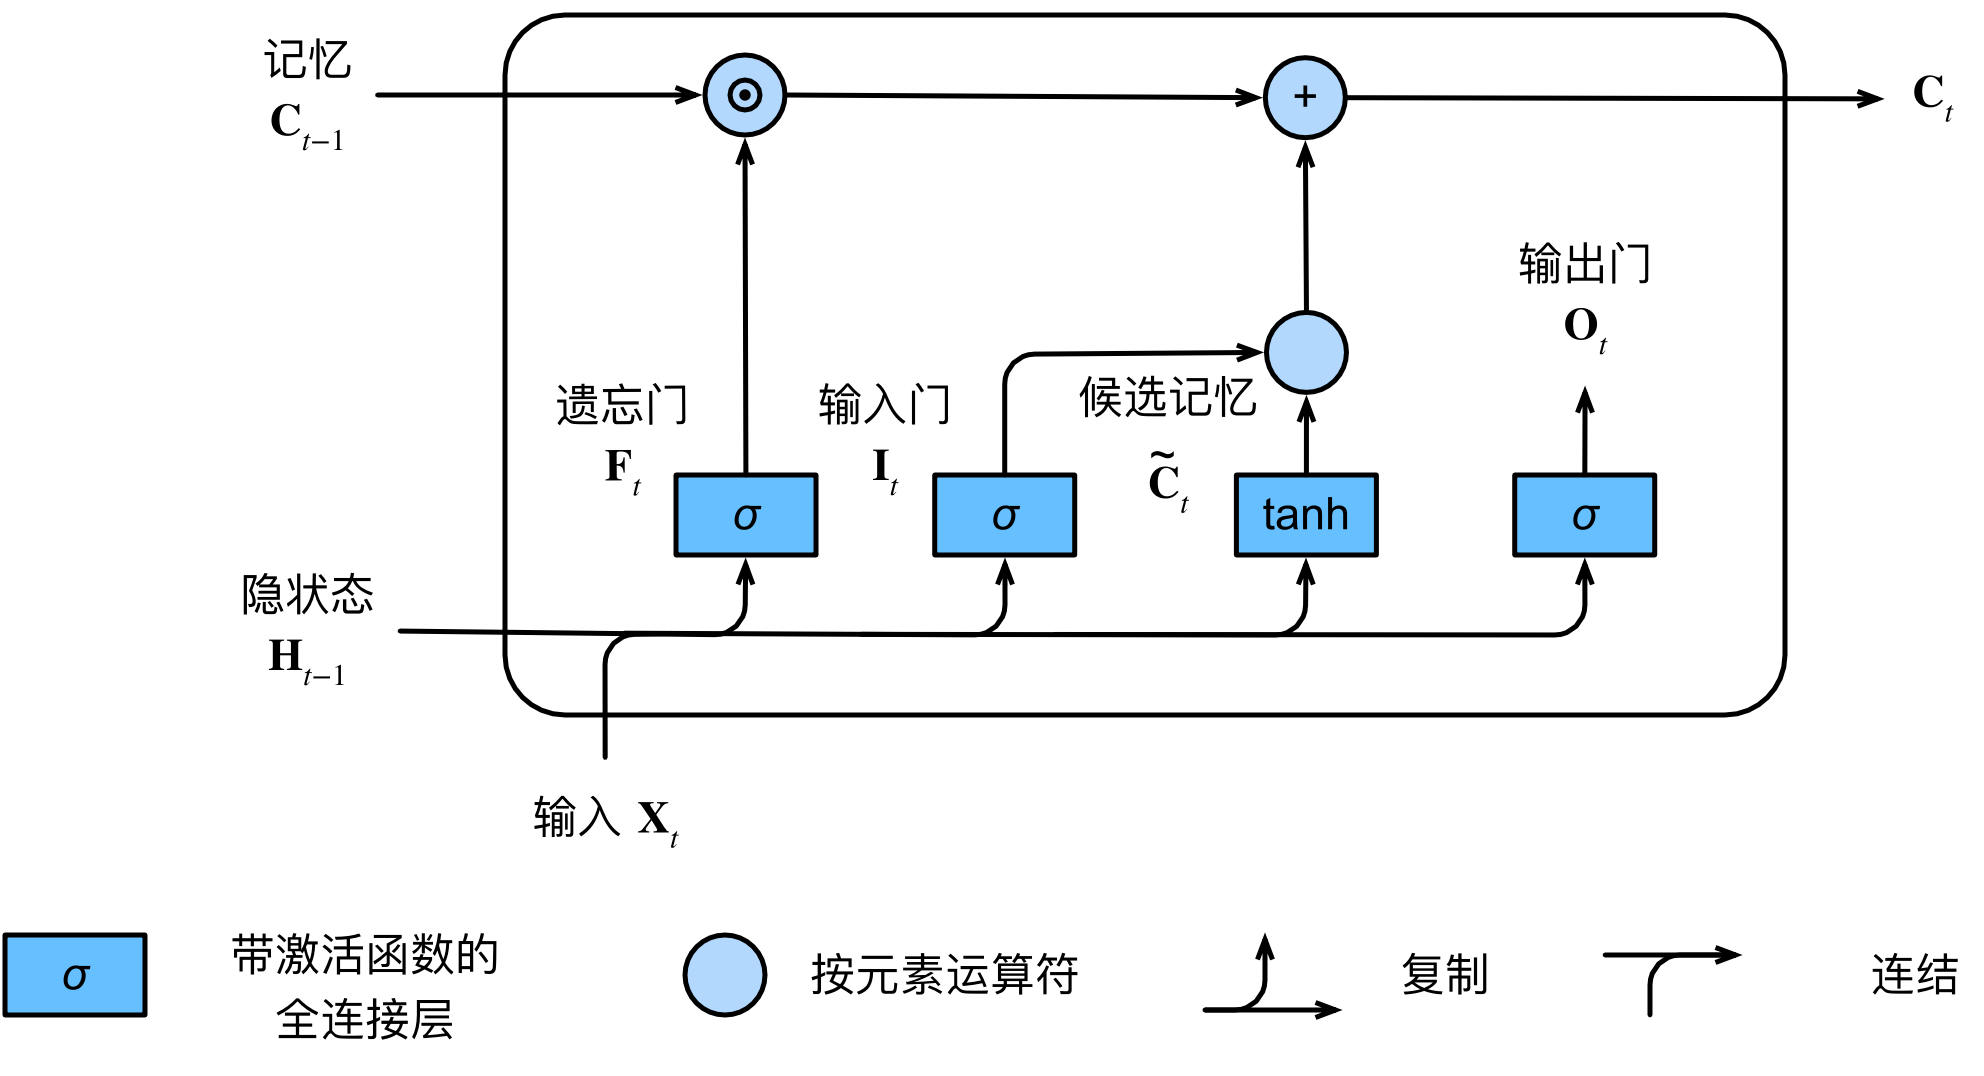 记忆
C_{t−1}
⊙
+
C_t
输出门
O_t
遗忘门
F_t
输入门
I_t
候选记忆
C̃_t
σ
σ
tanh
σ
隐状态
H_{t−1}
输入 X_t
σ
带激活函数的
全连接层
按元素运算符
复制
连结